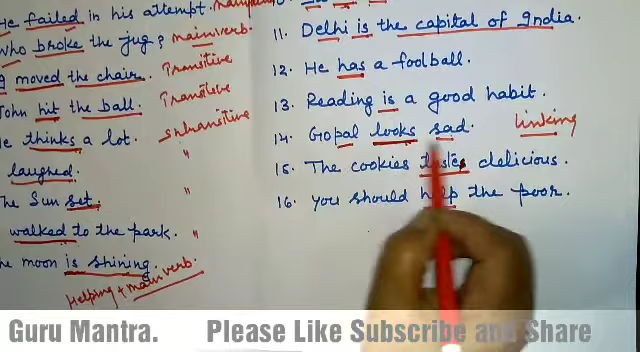 He failed in his attempt.
Who broke the jug? main verb.
moved the chair. Transitive
John hit the ball. Transitive
He thinks a lot. Intransitive
laughed. "
The Sun set. "
walked to the park. "
The moon is shining.
Helping + main verb.
11. Delhi is the capital of India.
12. He has a football.
13. Reading is a good habit.
14. Gopal looks sad. linking
15. The cookies taste delicious.
16. You should help the poor.
Guru Mantra. Please Like Subscribe and Share